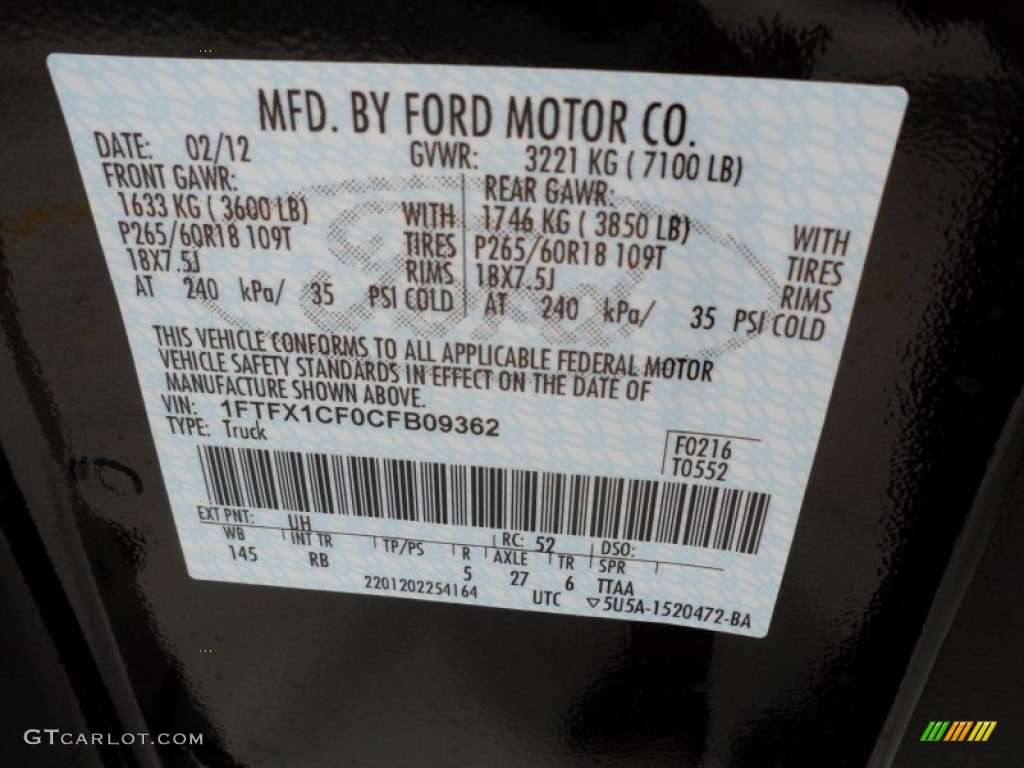 MFD. BY FORD MOTOR CO.
DATE: 02/12 GVWR: 3221 KG ( 7100 LB)
FRONT GAWR: REAR GAWR:
1633 KG ( 3600 LB) WITH 1746 KG ( 3850 LB) WITH
P265/60R18 109T TIRES P265/60R18 109T TIRES
18X7.5J RIMS 18X7.5J RIMS
AT 240 kPa/ 35 PSI COLD AT 240 kPa/ 35 PSI COLD
Ford
THIS VEHICLE CONFORMS TO ALL APPLICABLE FEDERAL MOTOR
VEHICLE SAFETY STANDARDS IN EFFECT ON THE DATE OF
MANUFACTURE SHOWN ABOVE.
VIN: 1FTFX1CF0CFB09362
TYPE: Truck
F0216
T0552
EXT PNT: UH RC: 52 DSO:
WB INT TR TP/PS R AXLE TR SPR
145 RB 5 27 6 TTAA
2201202254164 UTC ▽5U5A-1520472-BA
GTCARLOT.COM